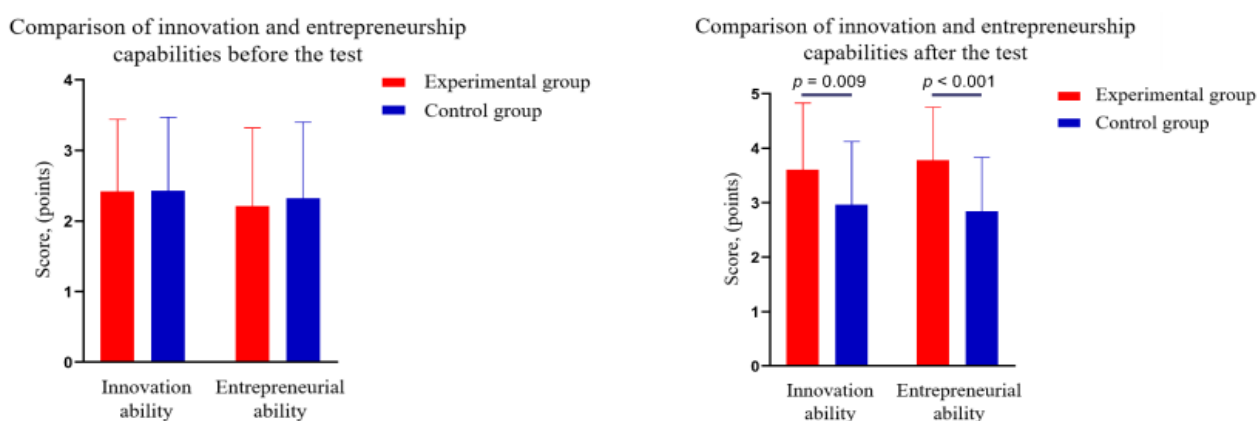 Comparison of innovation and entrepreneurship
capabilities before the test
Experimental group
Control group
4
3
2
1
0
Score, (points)
Innovation
ability
Entrepreneurial
ability
Comparison of innovation and entrepreneurship
capabilities after the test
p = 0.009
p < 0.001
Experimental group
Control group
5
4
3
2
1
0
Score, (points)
Innovation
ability
Entrepreneurial
ability